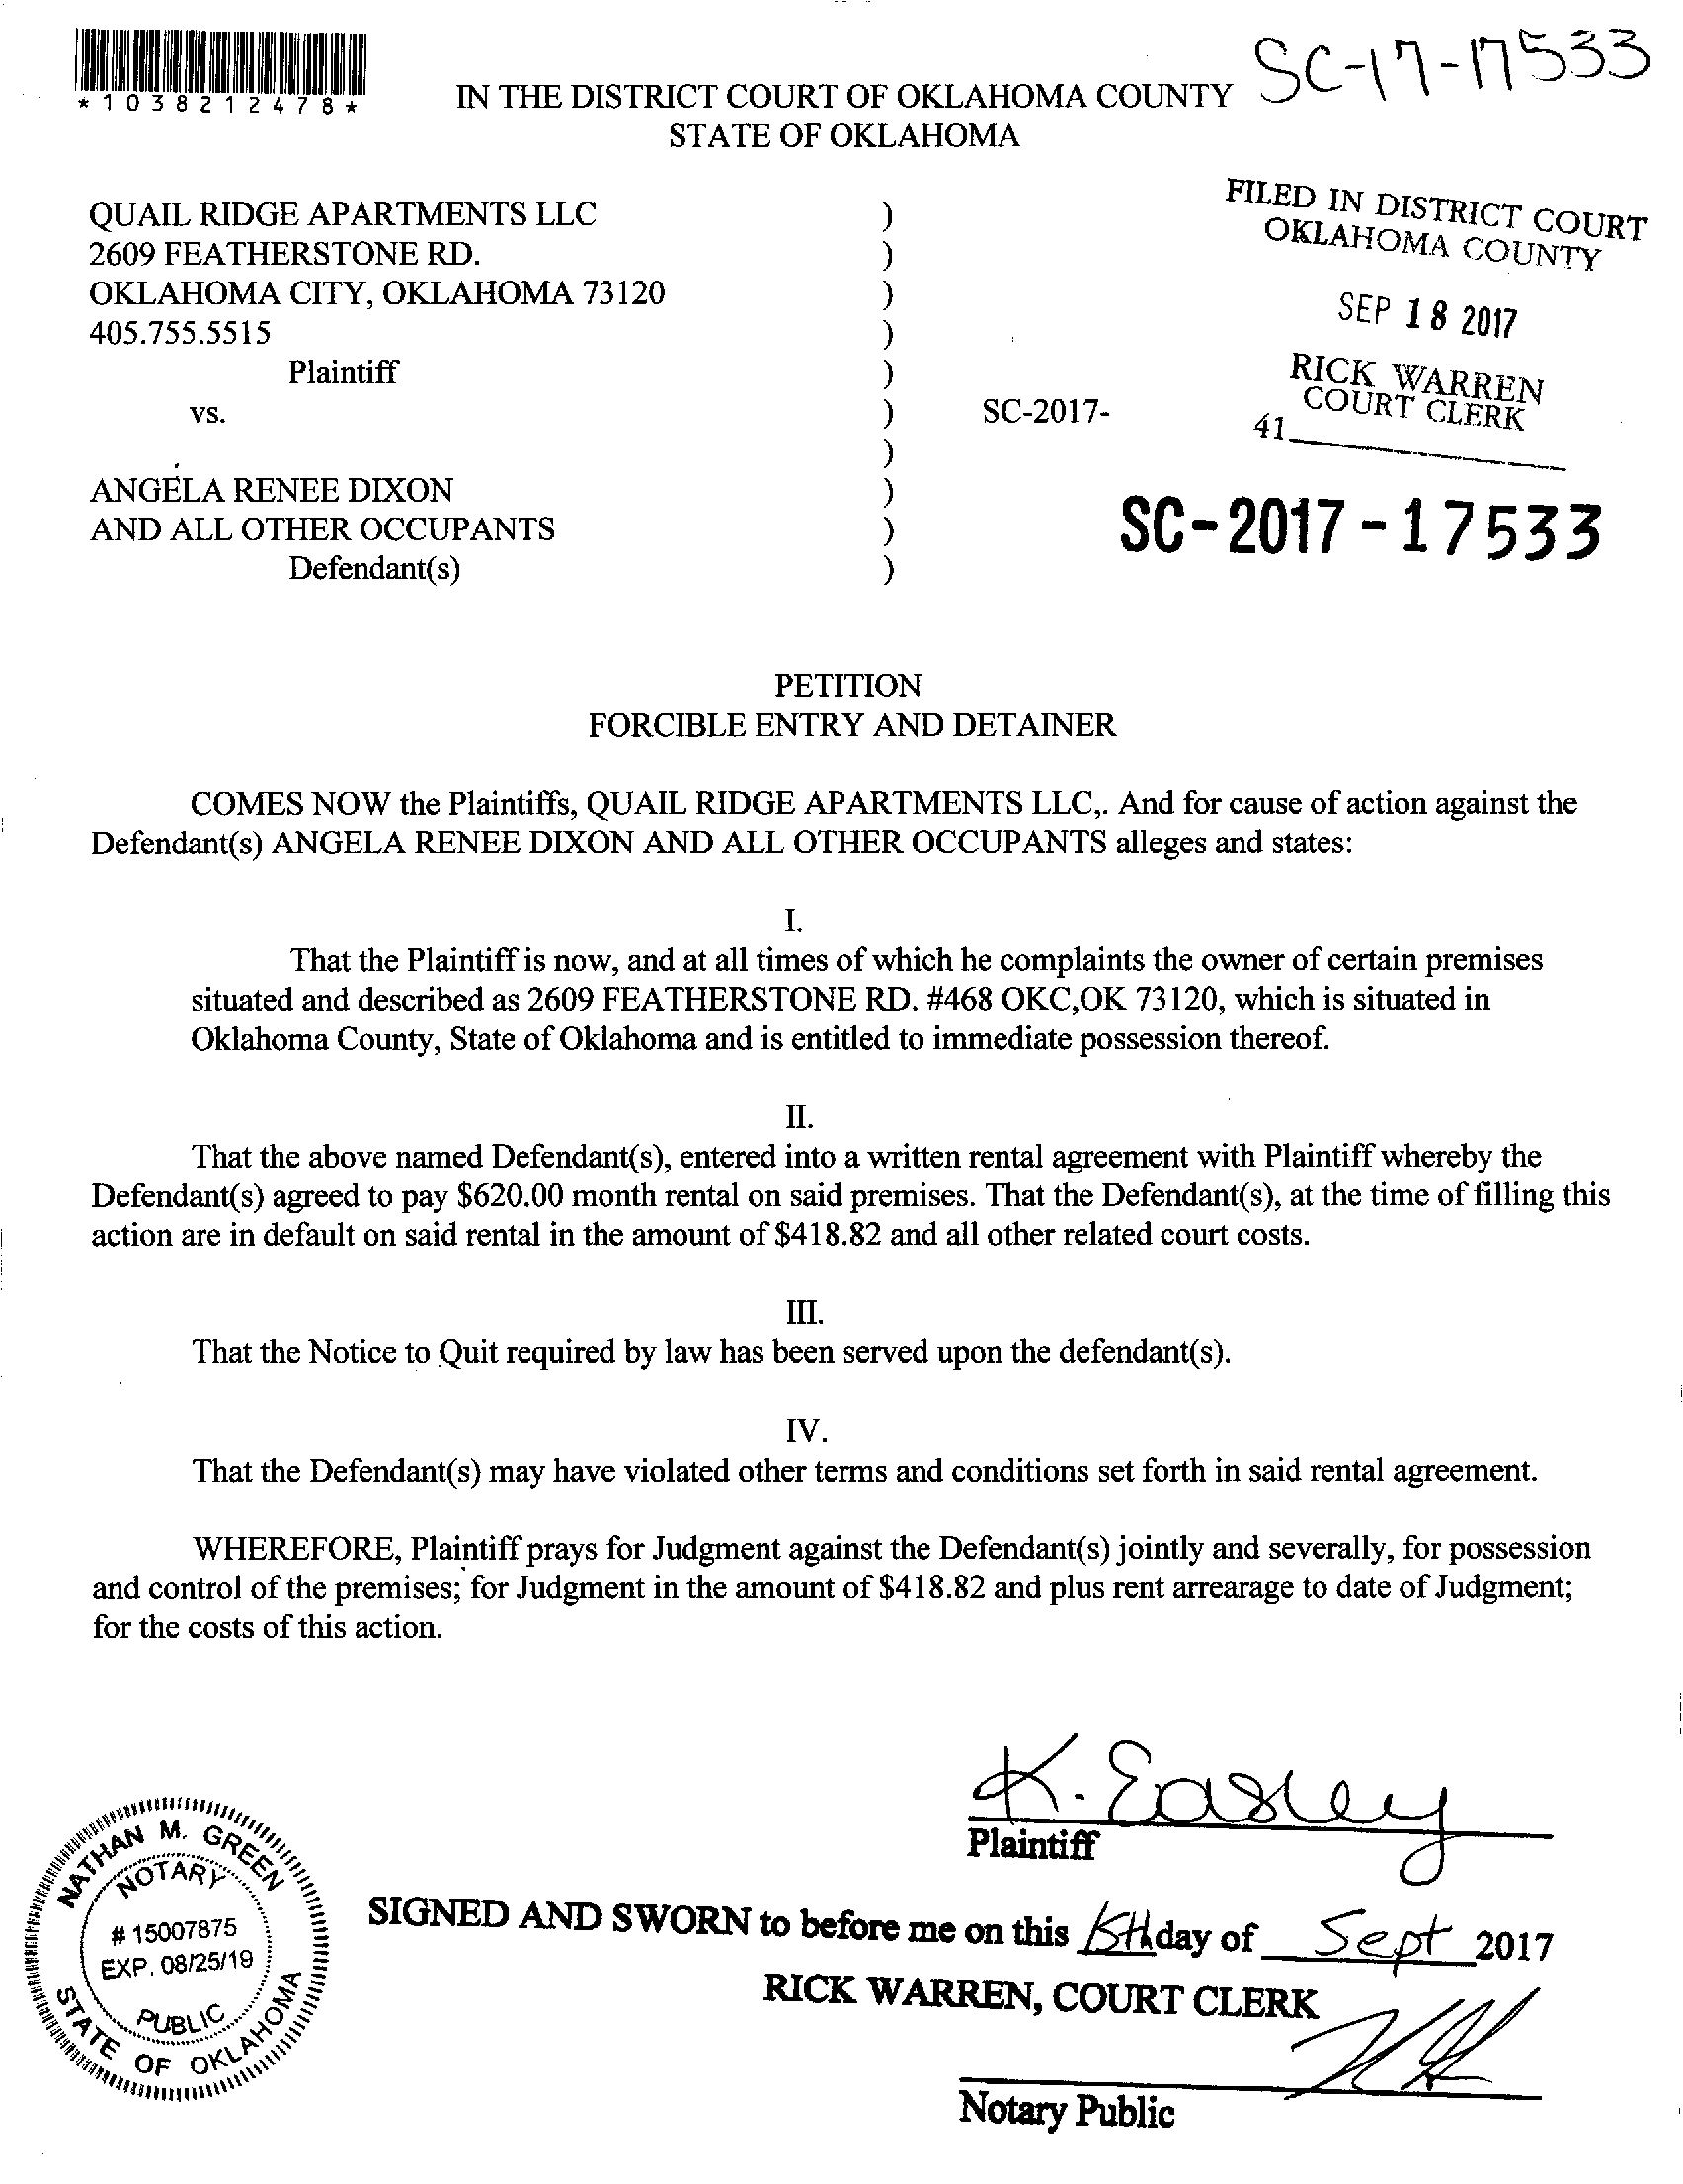 SC-17-17533
*1038212478*
IN THE DISTRICT COURT OF OKLAHOMA COUNTY
STATE OF OKLAHOMA
FILED IN DISTRICT COURT
OKLAHOMA COUNTY
SEP 18 2017
RICK WARREN
COURT CLERK
41
QUAIL RIDGE APARTMENTS LLC )
2609 FEATHERSTONE RD. )
OKLAHOMA CITY, OKLAHOMA 73120 )
405.755.5515 )
Plaintiff )
vs. ) SC-2017-
)
ANGELA RENEE DIXON )
AND ALL OTHER OCCUPANTS )
Defendant(s) )
SC-2017-17533
PETITION
FORCIBLE ENTRY AND DETAINER
COMES NOW the Plaintiffs, QUAIL RIDGE APARTMENTS LLC,. And for cause of action against the
Defendant(s) ANGELA RENEE DIXON AND ALL OTHER OCCUPANTS alleges and states:
I.
That the Plaintiff is now, and at all times of which he complaints the owner of certain premises
situated and described as 2609 FEATHERSTONE RD. #468 OKC,OK 73120, which is situated in
Oklahoma County, State of Oklahoma and is entitled to immediate possession thereof.
II.
That the above named Defendant(s), entered into a written rental agreement with Plaintiff whereby the
Defendant(s) agreed to pay $620.00 month rental on said premises. That the Defendant(s), at the time of filling this
action are in default on said rental in the amount of $418.82 and all other related court costs.
III.
That the Notice to Quit required by law has been served upon the defendant(s).
IV.
That the Defendant(s) may have violated other terms and conditions set forth in said rental agreement.
WHEREFORE, Plaintiff prays for Judgment against the Defendant(s) jointly and severally, for possession
and control of the premises; for Judgment in the amount of $418.82 and plus rent arrearage to date of Judgment;
for the costs of this action.
K. Easley
Plaintiff
SIGNED AND SWORN to before me on this day of Sept 2017
RICK WARREN, COURT CLERK
Notary Public
NATHAN M. GREEN
NOTARY
# 15007875
EXP. 08/25/19
PUBLIC
STATE OF OKLAHOMA